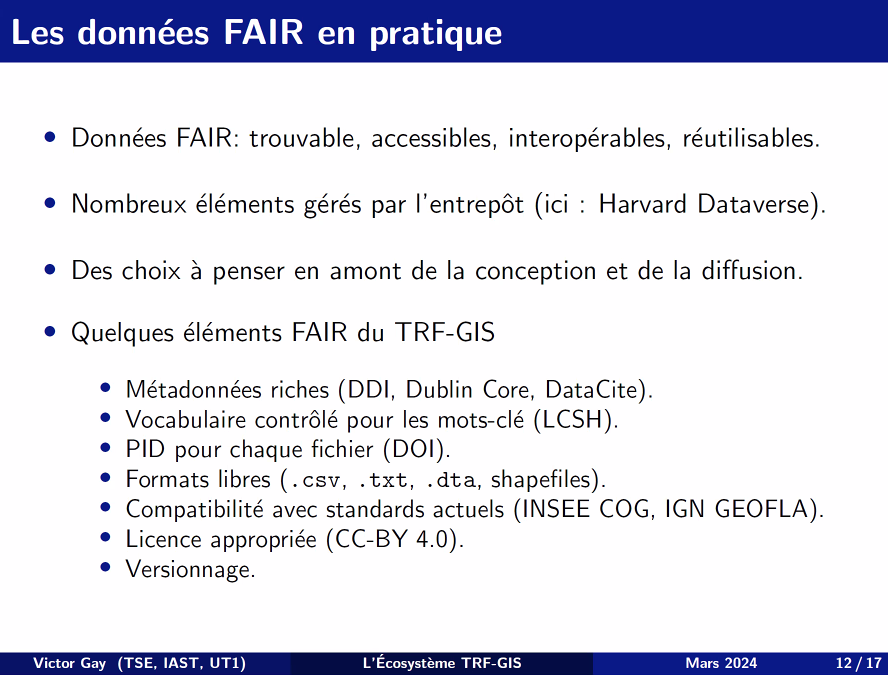 Les données FAIR en pratique
• Données FAIR: trouvable, accessibles, interopérables, réutilisables.
• Nombreux éléments gérés par l'entrepôt (ici : Harvard Dataverse).
• Des choix à penser en amont de la conception et de la diffusion.
• Quelques éléments FAIR du TRF-GIS
• Métadonnées riches (DDI, Dublin Core, DataCite).
• Vocabulaire contrôlé pour les mots-clé (LCSH).
• PID pour chaque fichier (DOI).
• Formats libres (.csv, .txt, .dta, shapefiles).
• Compatibilité avec standards actuels (INSEE COG, IGN GEOFLA).
• Licence appropriée (CC-BY 4.0).
• Versionnage.
Victor Gay (TSE, IAST, UT1) L'Écosystème TRF-GIS Mars 2024 12 / 17